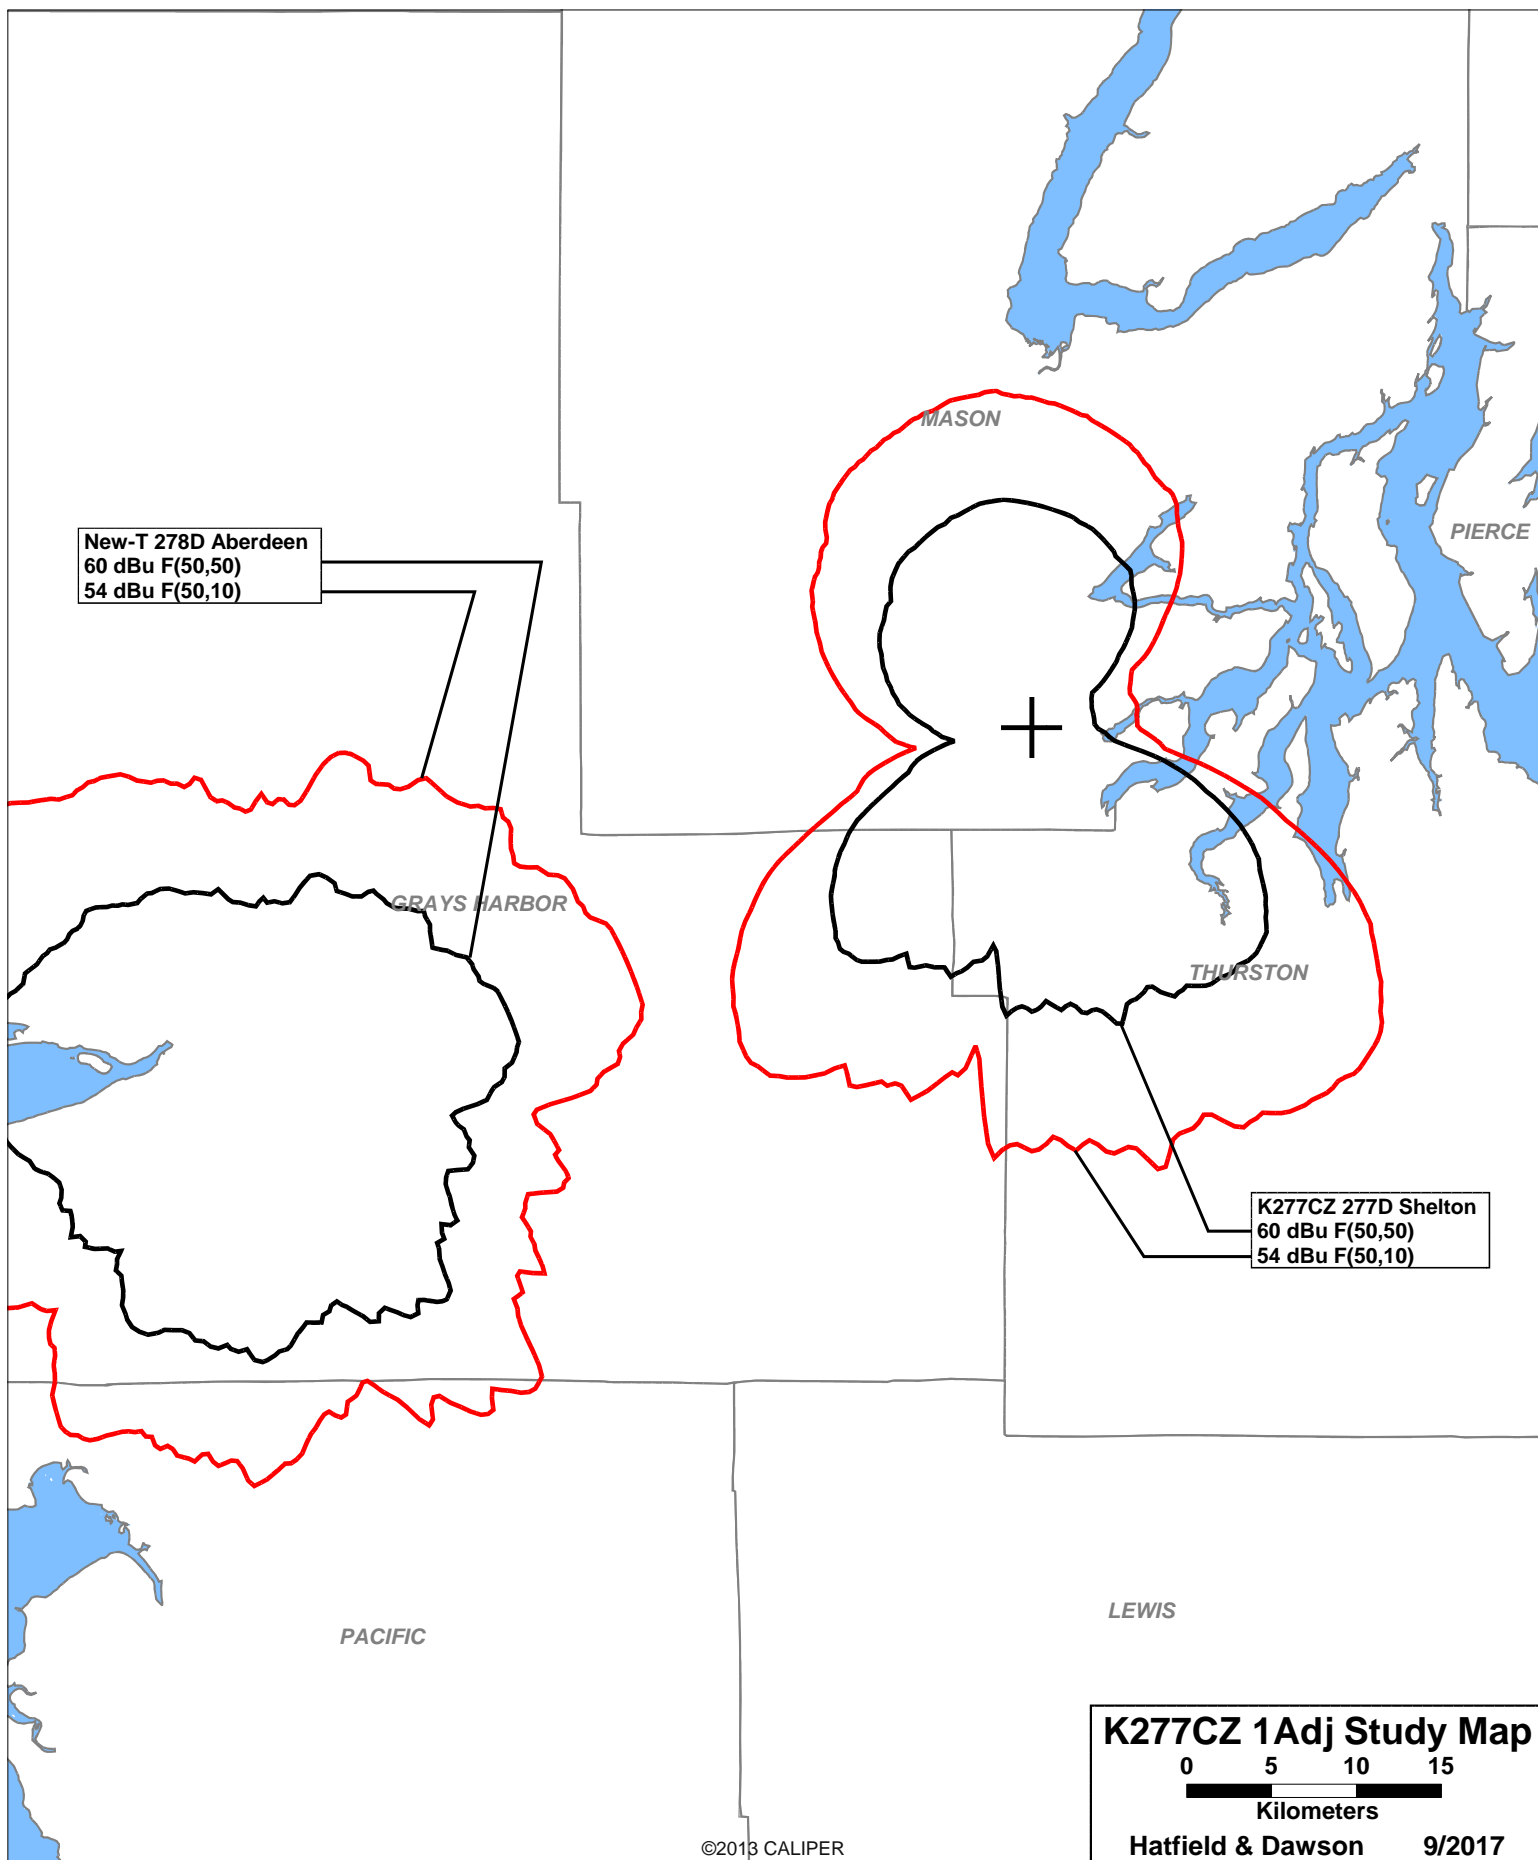 MASON
PIERCE
New-T 278D Aberdeen
60 dBu F(50,50)
54 dBu F(50,10)
GRAYS HARBOR
THURSTON
K277CZ 277D Shelton
60 dBu F(50,50)
54 dBu F(50,10)
LEWIS
PACIFIC
K277CZ 1Adj Study Map
0 5 10 15
Kilometers
Hatfield & Dawson 9/2017
©2013 CALIPER